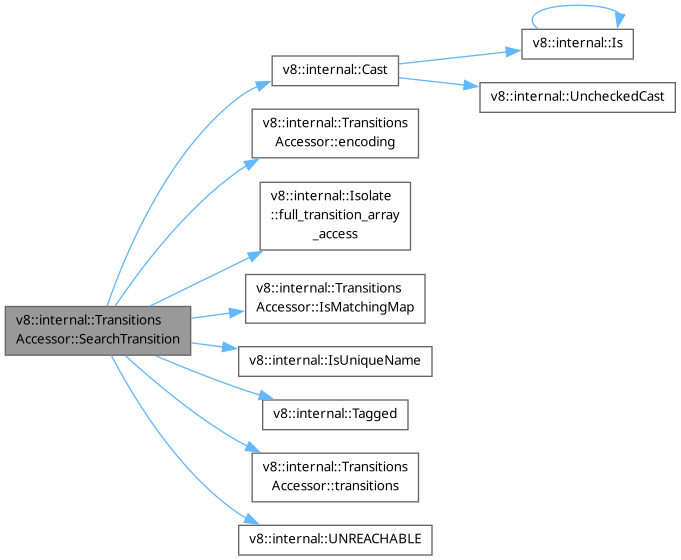 v8::internal::Is
v8::internal::Cast
v8::internal::UncheckedCast
v8::internal::Transitions
Accessor::encoding
v8::internal::Isolate
::full_transition_array
_access
v8::internal::Transitions
Accessor::IsMatchingMap
v8::internal::Transitions
Accessor::SearchTransition
v8::internal::IsUniqueName
v8::internal::Tagged
v8::internal::Transitions
Accessor::transitions
v8::internal::UNREACHABLE